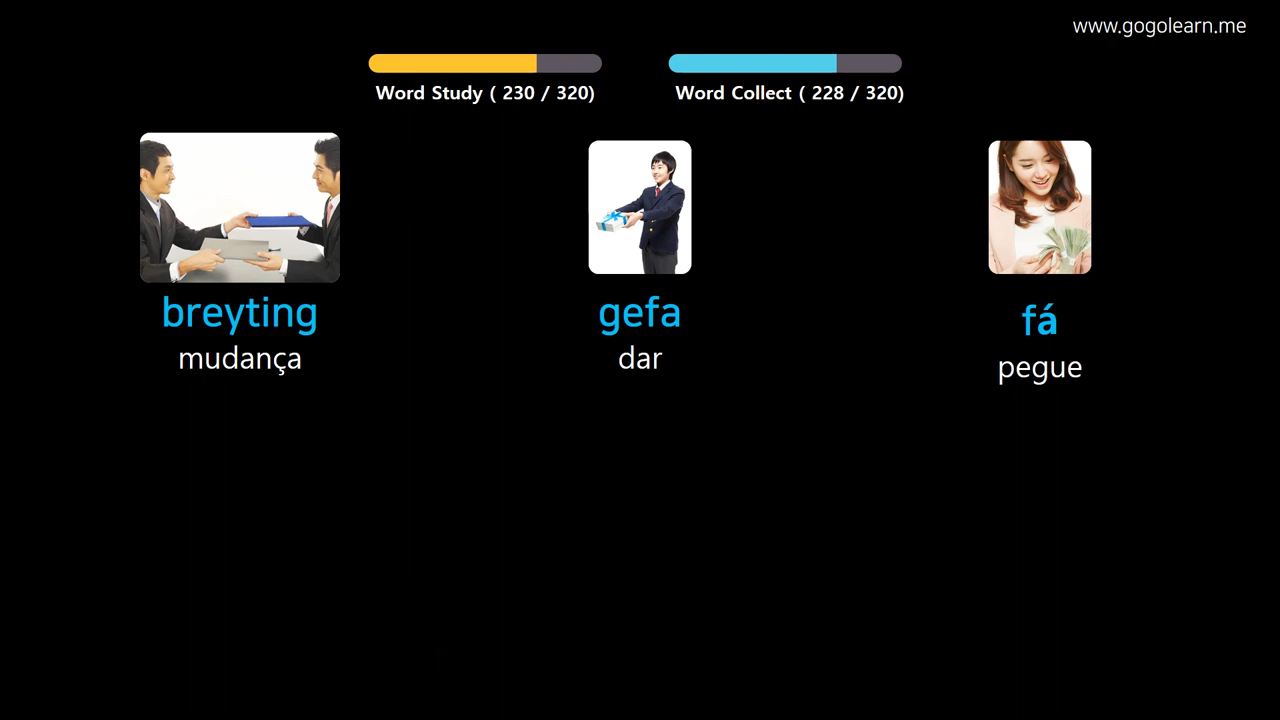 www.gogolearn.me
Word Study ( 230 / 320)
Word Collect ( 228 / 320)
breyting
mudança
gefa
dar
fá
pegue